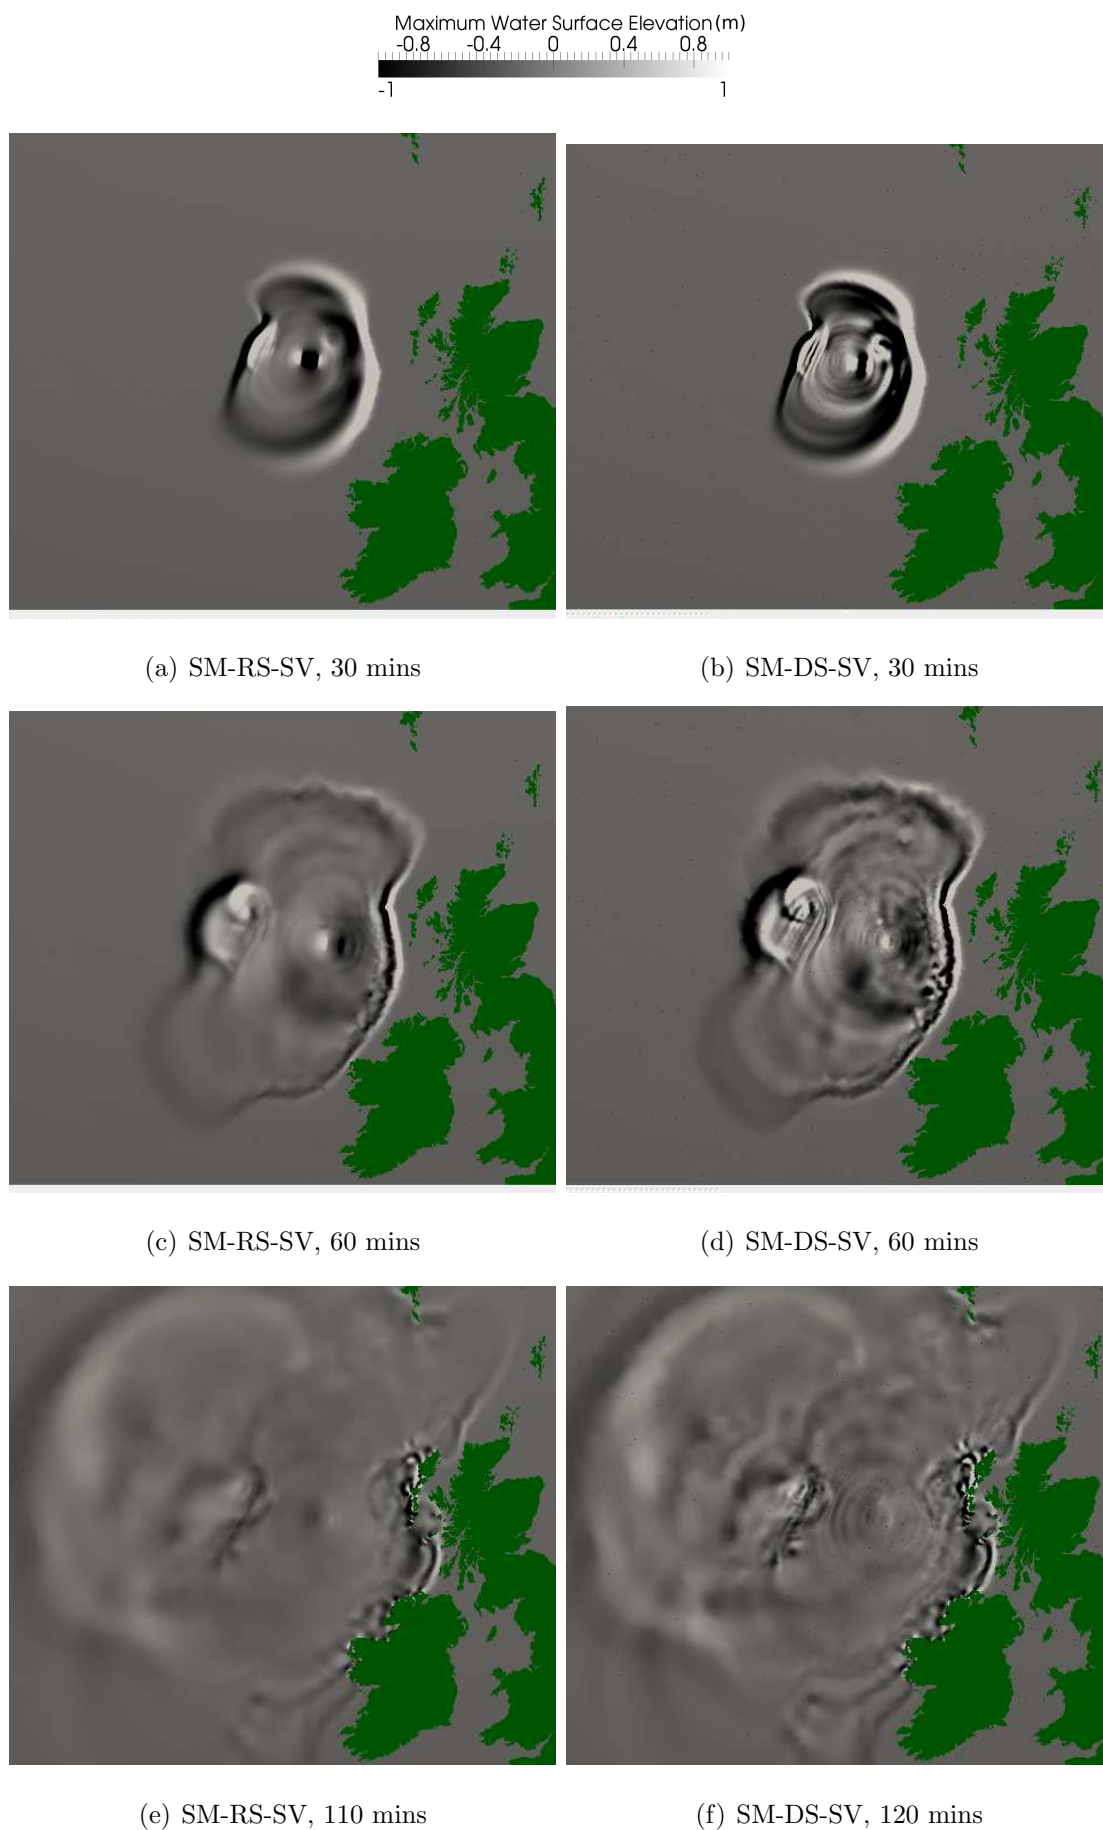 Maximum Water Surface Elevation (m)
-0.8 -0.4 0 0.4 0.8
-1 1
(a) SM-RS-SV, 30 mins
(b) SM-DS-SV, 30 mins
(c) SM-RS-SV, 60 mins
(d) SM-DS-SV, 60 mins
(e) SM-RS-SV, 110 mins
(f) SM-DS-SV, 120 mins